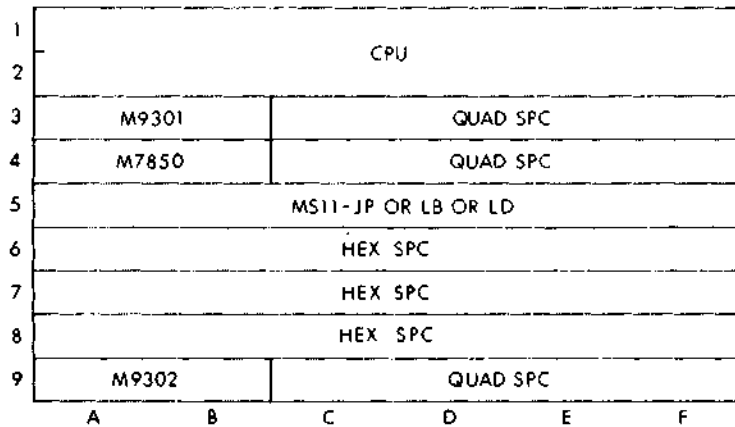 1
CPU
2
3 M9301 QUAD SPC
4 M7850 QUAD SPC
5 MS11-JP OR LB OR LD
6 HEX SPC
7 HEX SPC
8 HEX SPC
9 M9302 QUAD SPC
A B C D E F